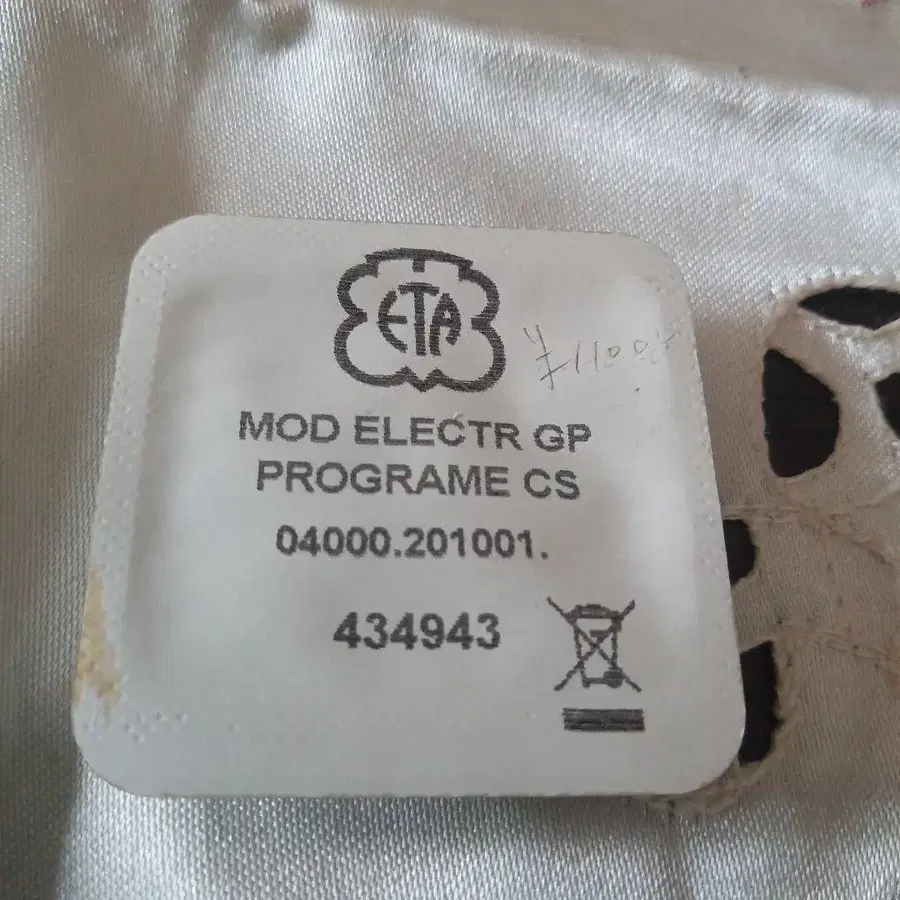 ETA
MOD ELECTR GP
PROGRAME CS
04000.201001.
434943